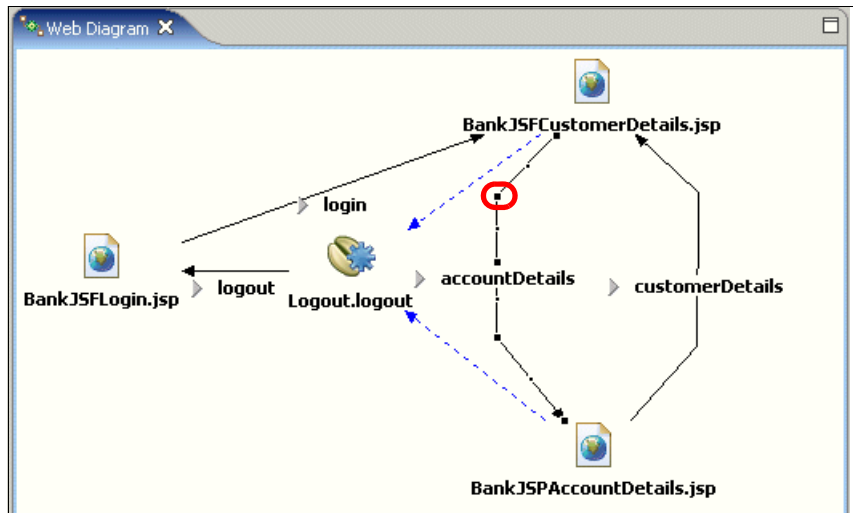 Web Diagram
BankJSFCustomerDetails.jsp
login
BankJSFLogin.jsp
logout
Logout.logout
accountDetails
customerDetails
BankJSPAccountDetails.jsp